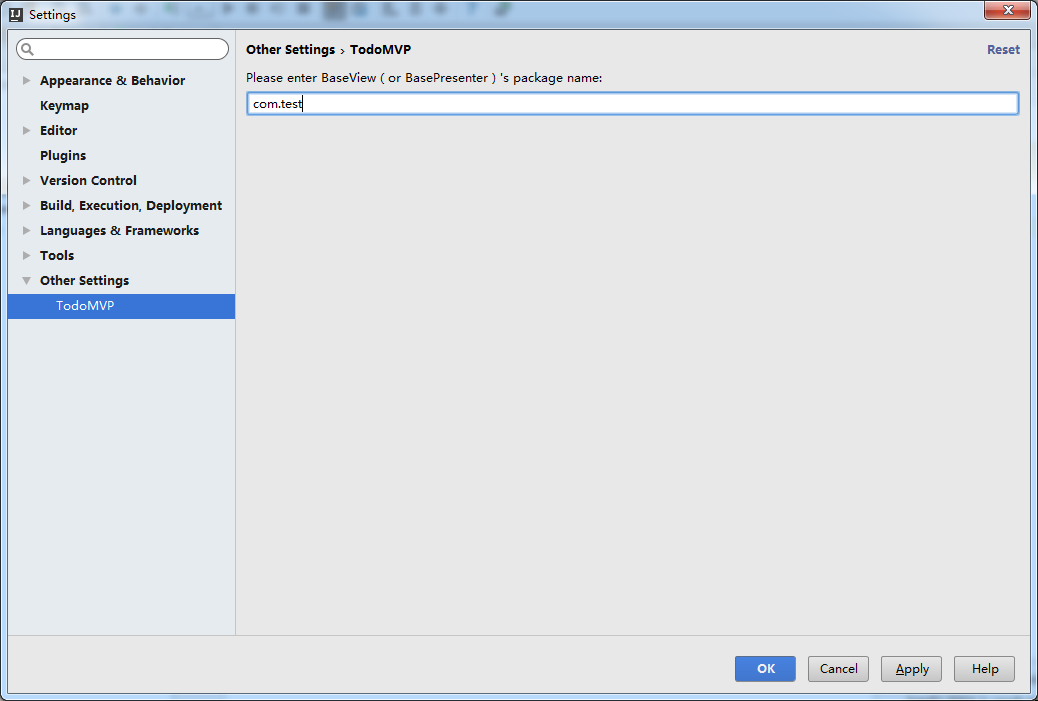 IJ Settings
Other Settings › TodoMVP Reset
Please enter BaseView ( or BasePresenter ) 's package name:
com.test
Appearance & Behavior
Keymap
Editor
Plugins
Version Control
Build, Execution, Deployment
Languages & Frameworks
Tools
Other Settings
TodoMVP
OK Cancel Apply Help